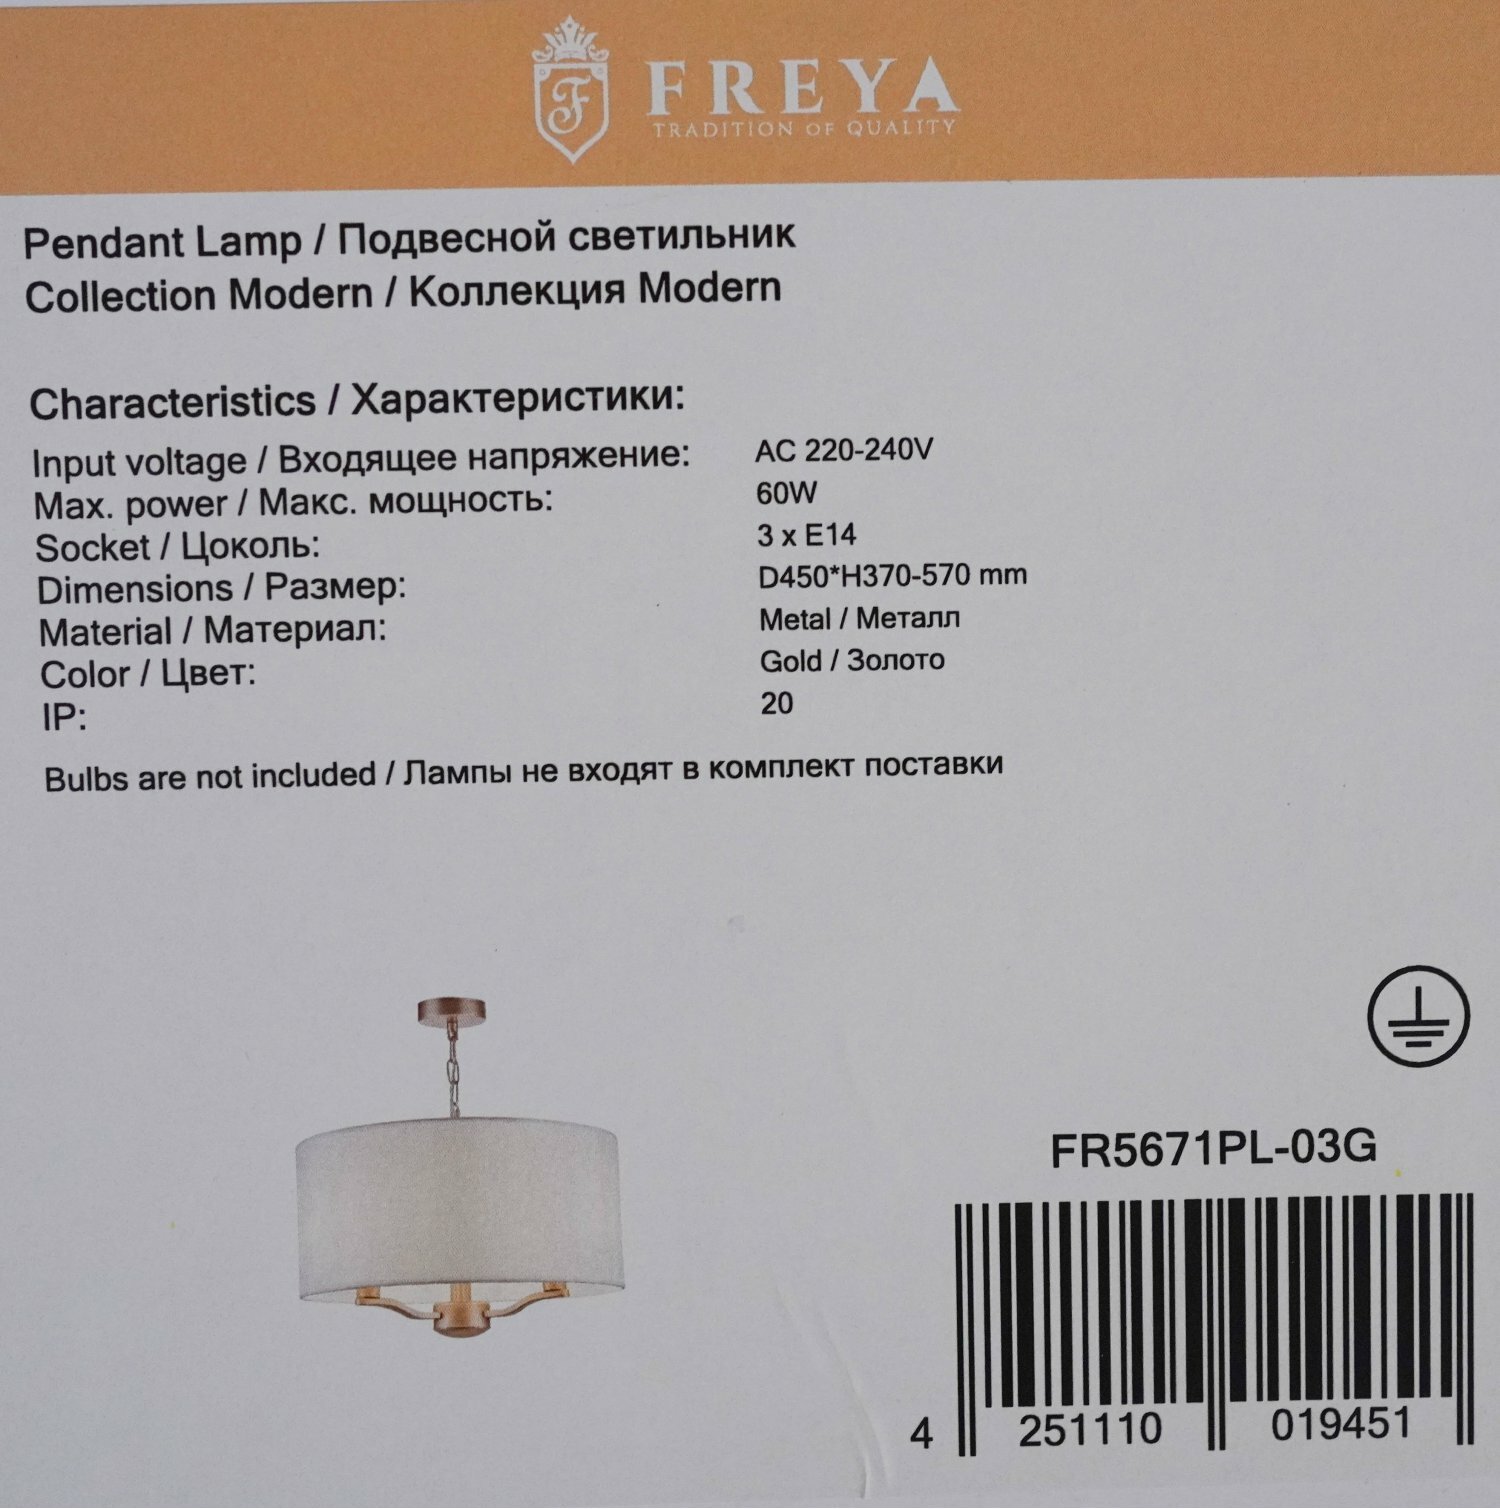 F
FREYA
TRADITION OF QUALITY
Pendant Lamp / Подвесной светильник
Collection Modern / Коллекция Modern
Characteristics / Характеристики:
Input voltage / Входящее напряжение: AC 220-240V
Max. power / Макс. мощность: 60W
Socket / Цоколь: 3 x E14
Dimensions / Размер: D450*H370-570 mm
Material / Материал: Metal / Металл
Color / Цвет: Gold / Золото
IP: 20
Bulbs are not included / Лампы не входят в комплект поставки
FR5671PL-03G
4 251110 019451